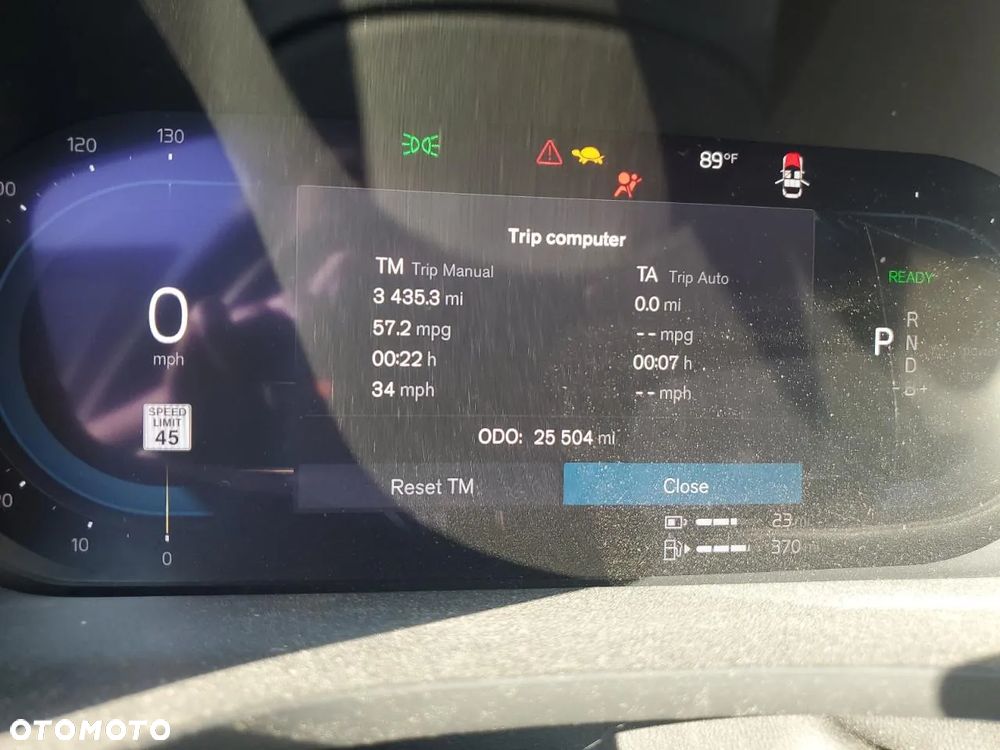 120
130
89°F
Trip computer
TM Trip Manual
TA Trip Auto
3 435.3 mi
0.0 mi
57.2 mpg
-- mpg
00:22 h
00:07 h
34 mph
-- mph
ODO: 25 504 mi
Reset TM
Close
0
mph
SPEED
LIMIT
45
READY
P
R
N
D
23 mi
370 mi
10
0
OTOMOTO